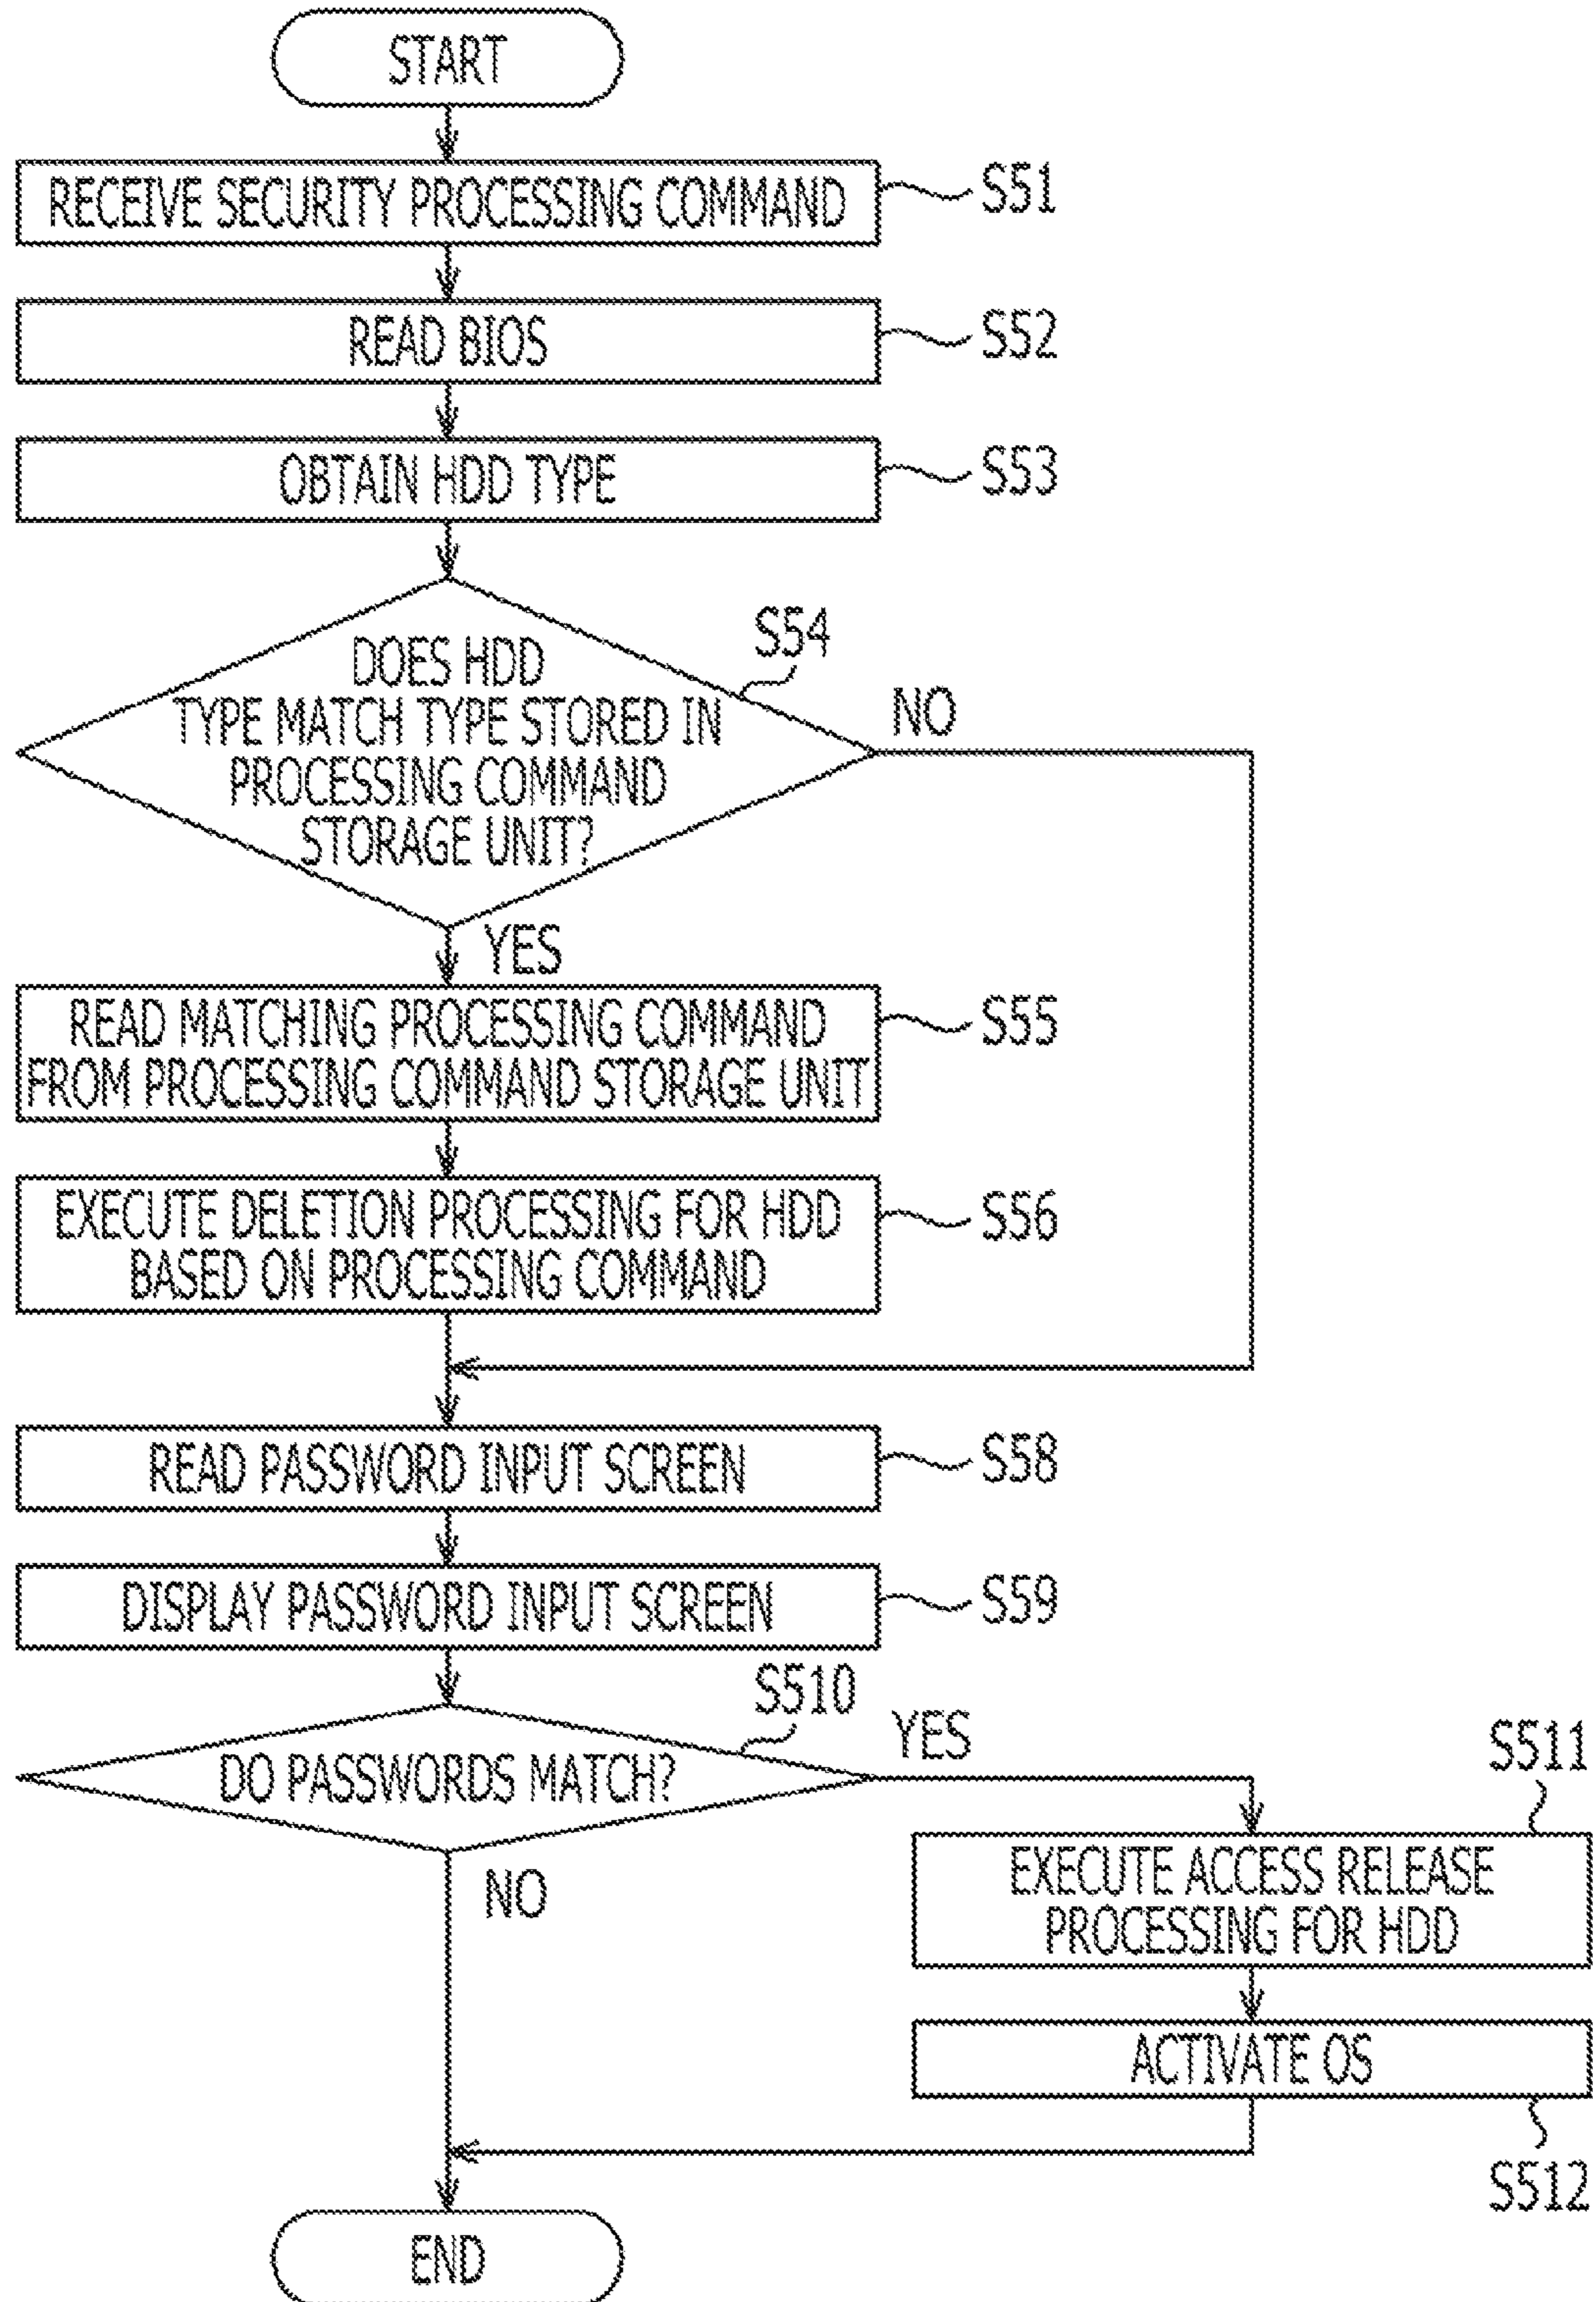 START
RECEIVE SECURITY PROCESSING COMMAND
S51
READ BIOS
S52
OBTAIN HDD TYPE
S53
S54
DOES HDD
TYPE MATCH TYPE STORED IN
PROCESSING COMMAND
STORAGE UNIT?
NO
YES
READ MATCHING PROCESSING COMMAND
FROM PROCESSING COMMAND STORAGE UNIT
S55
EXECUTE DELETION PROCESSING FOR HDD
BASED ON PROCESSING COMMAND
S56
READ PASSWORD INPUT SCREEN
S58
DISPLAY PASSWORD INPUT SCREEN
S59
S510
DO PASSWORDS MATCH?
YES
NO
S511
EXECUTE ACCESS RELEASE
PROCESSING FOR HDD
ACTIVATE OS
S512
END